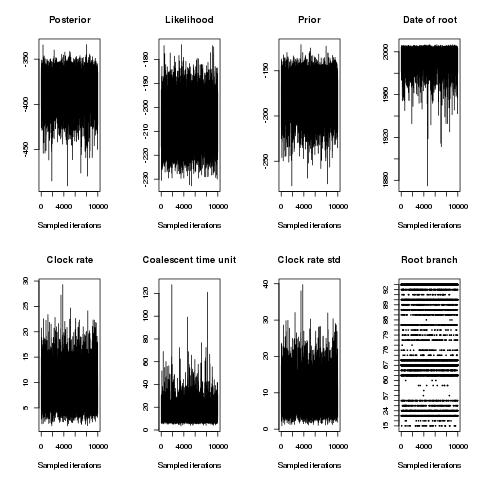 Posterior Likelihood Prior Date of root
-350 -400 -450
-180 -190 -200 -210 -220 -230
-150 -200 -250
2000 1960 1920 1880
0 4000 10000 0 4000 10000 0 4000 10000 0 4000 10000
Sampled iterations Sampled iterations Sampled iterations Sampled iterations
Clock rate Coalescent time unit Clock rate std Root branch
30 25 20 15 10 5
120 100 80 60 40 20 0
40 30 20 10 0
92 89 86 79 76 67 60 57 24 15
0 4000 10000 0 4000 10000 0 4000 10000 0 4000 10000
Sampled iterations Sampled iterations Sampled iterations Sampled iterations